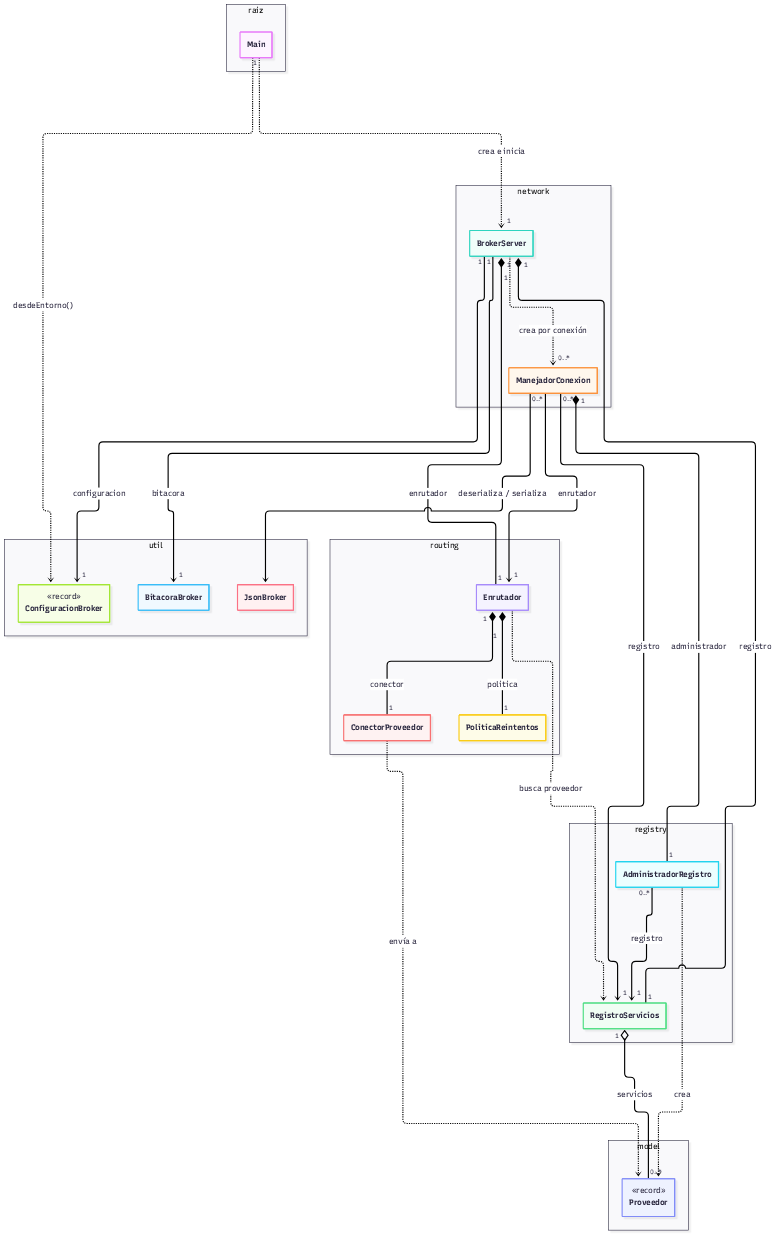 raiz
Main
1
crea e inicia
network
1
BrokerServer
1 1 1 1
1
desdeEntorno()
crea por conexión
0..*
ManejadorConexion
0..* 0..* 1
configuracion bitacora enrutador deserializa / serializa enrutador
util routing
1 1 1 1
«record»
ConfiguracionBroker
BitacoraBroker JsonBroker Enrutador
1
1
registro administrador registro
conector politica
1 1
ConectorProveedor PoliticaReintentos
busca proveedor
registry
1
AdministradorRegistro
0..*
envía a registro
1 1 1
RegistroServicios
1
servicios crea
model
0..*
«record»
Proveedor